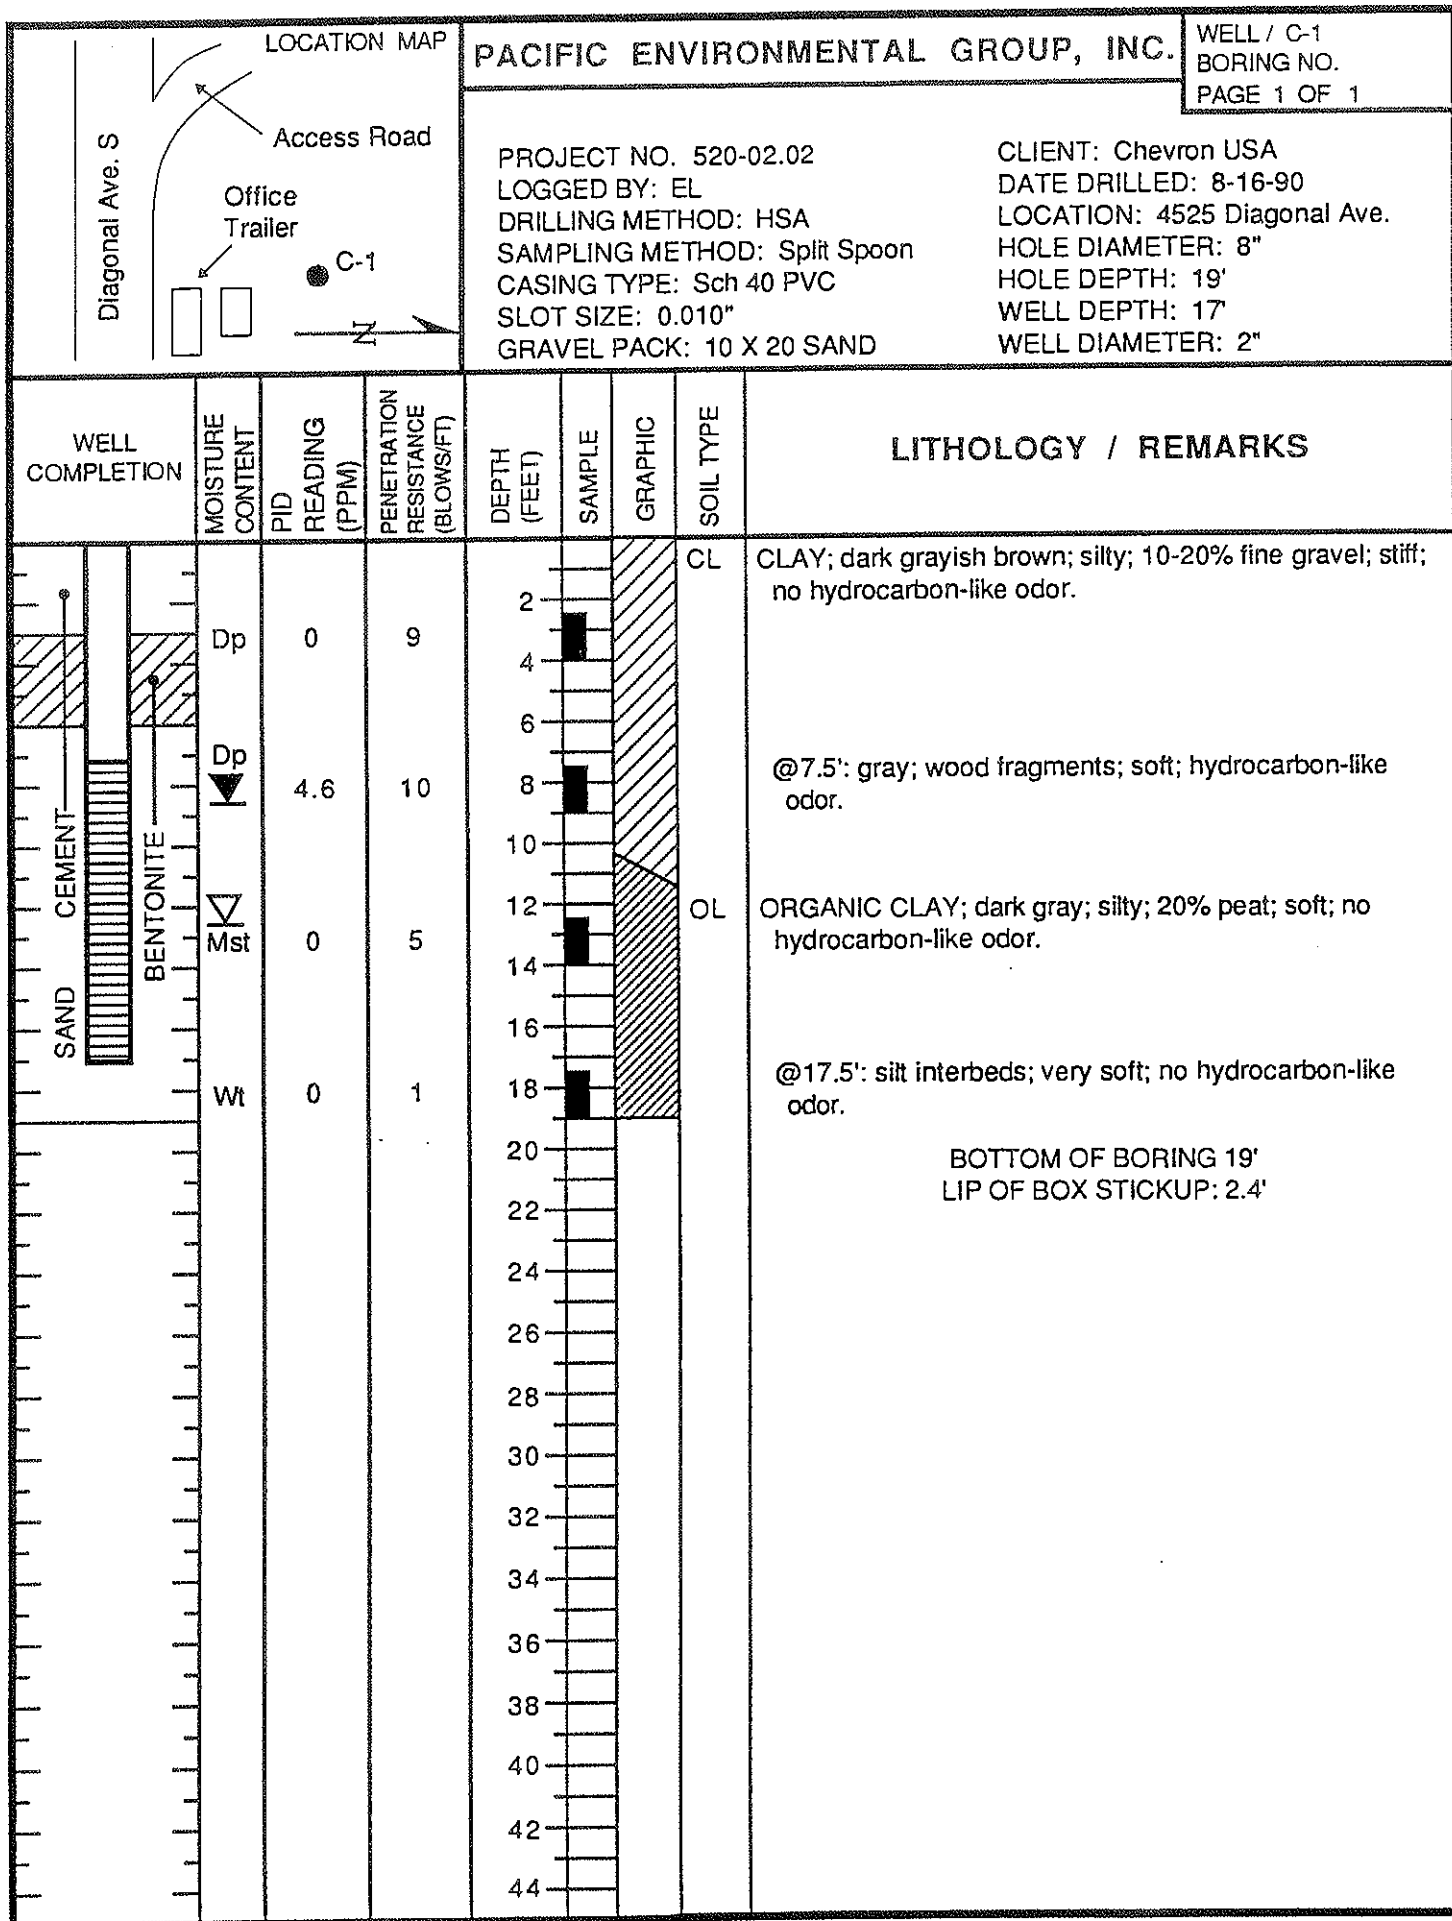 LOCATION MAP
Access Road
Diagonal Ave. S
Office
Trailer
C-1
N
PACIFIC ENVIRONMENTAL GROUP, INC.
WELL / C-1
BORING NO.
PAGE 1 OF 1
PROJECT NO. 520-02.02
LOGGED BY: EL
DRILLING METHOD: HSA
SAMPLING METHOD: Split Spoon
CASING TYPE: Sch 40 PVC
SLOT SIZE: 0.010"
GRAVEL PACK: 10 X 20 SAND
CLIENT: Chevron USA
DATE DRILLED: 8-16-90
LOCATION: 4525 Diagonal Ave.
HOLE DIAMETER: 8"
HOLE DEPTH: 19'
WELL DEPTH: 17'
WELL DIAMETER: 2"
WELL
COMPLETION
MOISTURE
CONTENT
PID
READING
(PPM)
PENETRATION
RESISTANCE
(BLOWS/FT)
DEPTH
(FEET)
SAMPLE
GRAPHIC
SOIL TYPE
LITHOLOGY / REMARKS
SAND
CEMENT
BENTONITE
Dp 0 9
Dp
4.6 10
Mst 0 5
Wt 0 1
2
4
6
8
10
12
14
16
18
20
22
24
26
28
30
32
34
36
38
40
42
44
CL CLAY; dark grayish brown; silty; 10-20% fine gravel; stiff;
no hydrocarbon-like odor.
@7.5': gray; wood fragments; soft; hydrocarbon-like
odor.
OL ORGANIC CLAY; dark gray; silty; 20% peat; soft; no
hydrocarbon-like odor.
@17.5': silt interbeds; very soft; no hydrocarbon-like
odor.
BOTTOM OF BORING 19'
LIP OF BOX STICKUP: 2.4'